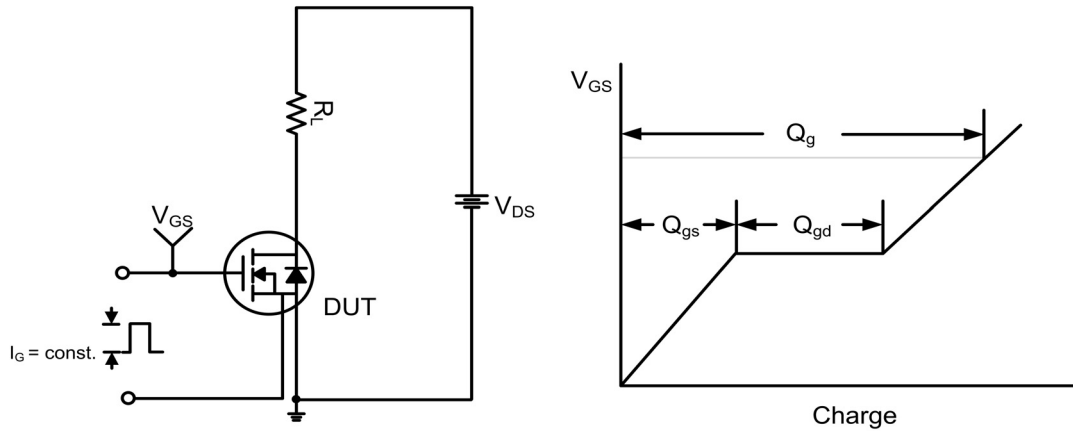 R_L
V_GS
V_DS
DUT
I_G = const.
V_GS
Q_g
Q_gs
Q_gd
Charge